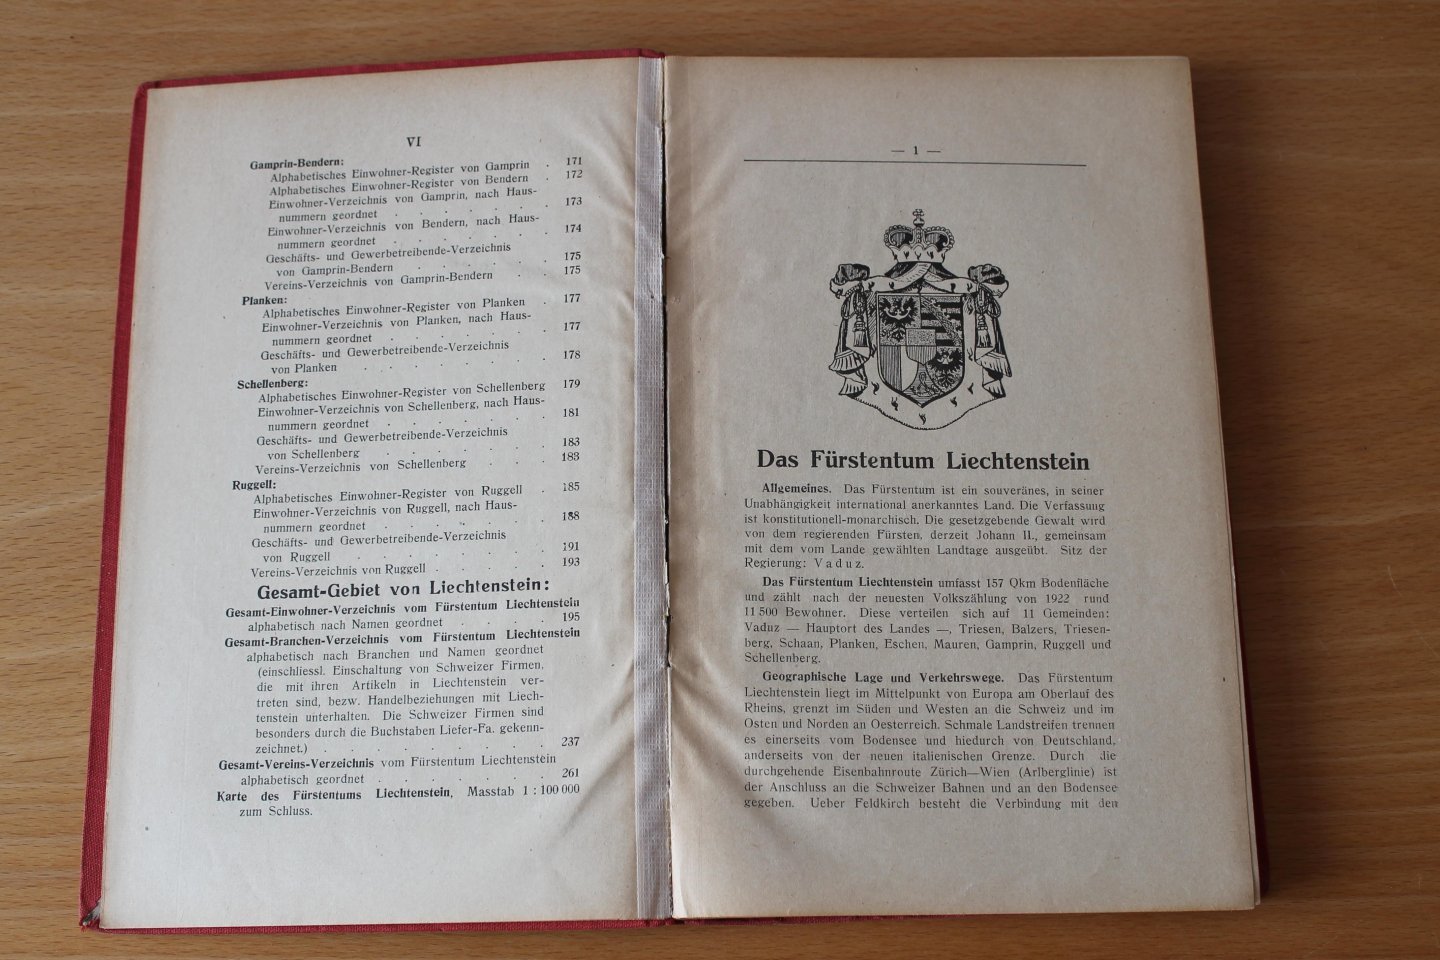 VI
Gamprin-Bendern:
Alphabetisches Einwohner-Register von Gamprin . 171
Alphabetisches Einwohner-Register von Bendern . 172
Einwohner-Verzeichnis von Gamprin, nach Haus-
nummern geordnet . . . . . . 173
Einwohner-Verzeichnis von Bendern, nach Haus-
nummern geordnet . . . . . . 174
Geschäfts- und Gewerbetreibende-Verzeichnis
von Gamprin-Bendern . . . . . 175
Vereins-Verzeichnis von Gamprin-Bendern . . 175
Planken:
Alphabetisches Einwohner-Register von Planken . 177
Einwohner-Verzeichnis von Planken, nach Haus-
nummern geordnet . . . . . . 177
Geschäfts- und Gewerbetreibende-Verzeichnis
von Planken . . . . . . . 178
Schellenberg:
Alphabetisches Einwohner-Register von Schellenberg 179
Einwohner-Verzeichnis von Schellenberg, nach Haus-
nummern geordnet . . . . . . 181
Geschäfts- und Gewerbetreibende-Verzeichnis
von Schellenberg . . . . . . 183
Vereins-Verzeichnis von Schellenberg . . . 183
Ruggell:
Alphabetisches Einwohner-Register von Ruggell . 185
Einwohner-Verzeichnis von Ruggell, nach Haus-
nummern geordnet . . . . . . 188
Geschäfts- und Gewerbetreibende-Verzeichnis
von Ruggell . . . . . . . 191
Vereins-Verzeichnis von Ruggell . . . . . 193
Gesamt-Gebiet von Liechtenstein:
Gesamt-Einwohner-Verzeichnis vom Fürstentum Liechtenstein
alphabetisch nach Namen geordnet . . . . 195
Gesamt-Branchen-Verzeichnis vom Fürstentum Liechtenstein
alphabetisch nach Branchen und Namen geordnet
(einschliessl. Einschaltung von Schweizer Firmen,
die mit ihren Artikeln in Liechtenstein ver-
treten sind, bezw. Handelbeziehungen mit Liech-
tenstein unterhalten. Die Schweizer Firmen sind
besonders durch die Buchstaben Liefer-Fa. gekenn-
zeichnet.) . . . . . . . . . 237
Gesamt-Vereins-Verzeichnis vom Fürstentum Liechtenstein
alphabetisch geordnet . . . . . . . 261
Karte des Fürstentums Liechtenstein, Masstab 1 : 100 000
zum Schluss.
— 1 —
Das Fürstentum Liechtenstein
Allgemeines. Das Fürstentum ist ein souveränes, in seiner
Unabhängigkeit international anerkanntes Land. Die Verfassung
ist konstitutionell-monarchisch. Die gesetzgebende Gewalt wird
von dem regierenden Fürsten, derzeit Johann II., gemeinsam
mit dem vom Lande gewählten Landtage ausgeübt. Sitz der
Regierung: Vaduz.
Das Fürstentum Liechtenstein umfasst 157 Qkm Bodenfläche
und zählt nach der neuesten Volkszählung von 1922 rund
11 500 Bewohner. Diese verteilen sich auf 11 Gemeinden:
Vaduz — Hauptort des Landes —, Triesen, Balzers, Triesen-
berg, Schaan, Planken, Eschen, Mauren, Gamprin, Ruggell und
Schellenberg.
Geographische Lage und Verkehrswege. Das Fürstentum
Liechtenstein liegt im Mittelpunkt von Europa am Oberlauf des
Rheins, grenzt im Süden und Westen an die Schweiz und im
Osten und Norden an Oesterreich. Schmale Landstreifen trennen
es einerseits vom Bodensee und hiedurch von Deutschland,
anderseits von der neuen italienischen Grenze. Durch die
durchgehende Eisenbahnroute Zürich—Wien (Arlberglinie) ist
der Anschluss an die Schweizer Bahnen und an den Bodensee
gegeben. Ueber Feldkirch besteht die Verbindung mit den